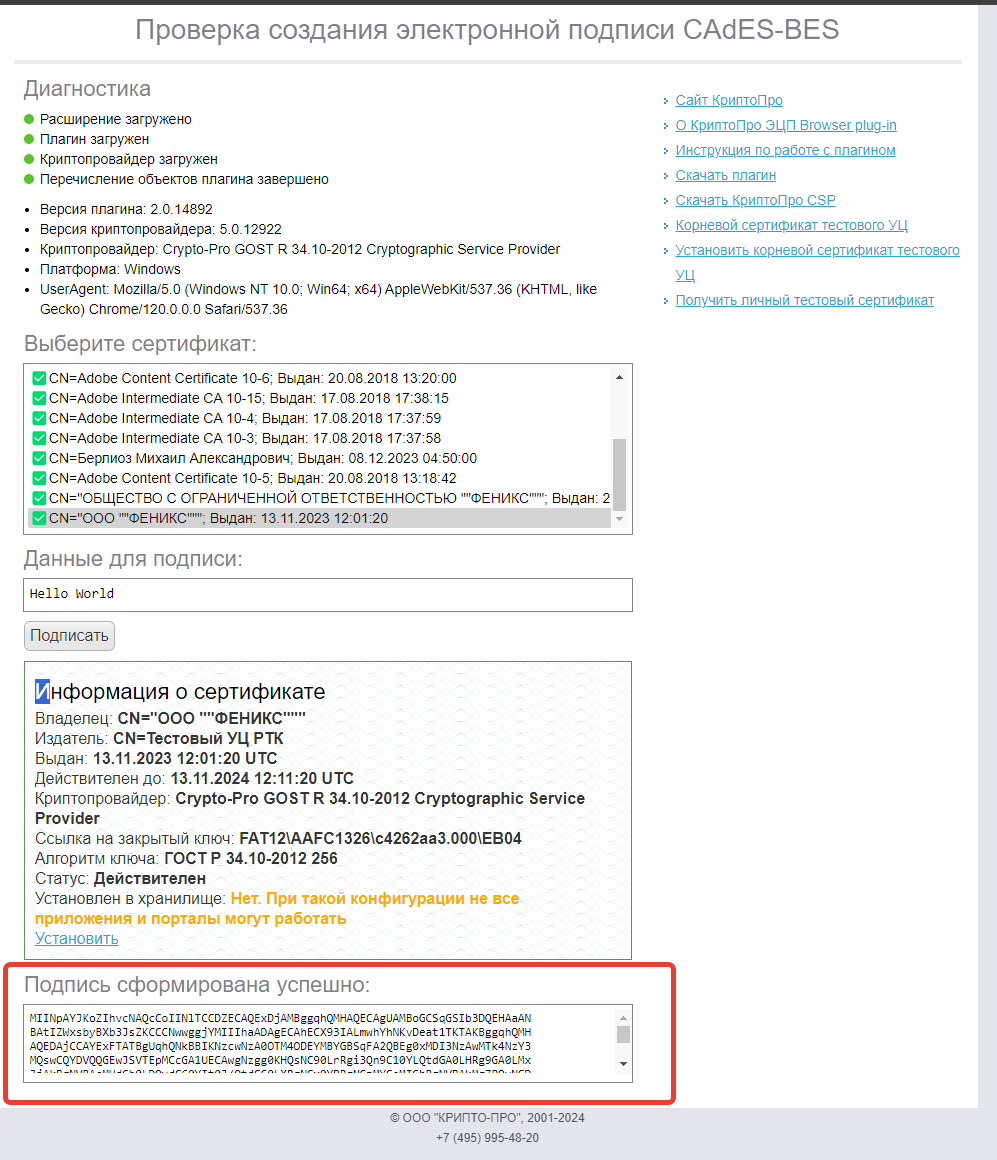 Проверка создания электронной подписи CAdES-BES
Диагностика
Расширение загружено
Плагин загружен
Криптопровайдер загружен
Перечисление объектов плагина завершено
Версия плагина: 2.0.14892
Версия криптопровайдера: 5.0.12922
Криптопровайдер: Crypto-Pro GOST R 34.10-2012 Cryptographic Service Provider
Платформа: Windows
UserAgent: Mozilla/5.0 (Windows NT 10.0; Win64; x64) AppleWebKit/537.36 (KHTML, like
Gecko) Chrome/120.0.0.0 Safari/537.36
Сайт КриптоПро
О КриптоПро ЭЦП Browser plug-in
Инструкция по работе с плагином
Скачать плагин
Скачать КриптоПро CSP
Корневой сертификат тестового УЦ
Установить корневой сертификат тестового
УЦ
Получить личный тестовый сертификат
Выберите сертификат:
CN=Adobe Content Certificate 10-6; Выдан: 20.08.2018 13:20:00
CN=Adobe Intermediate CA 10-15; Выдан: 17.08.2018 17:38:15
CN=Adobe Intermediate CA 10-4; Выдан: 17.08.2018 17:37:59
CN=Adobe Intermediate CA 10-3; Выдан: 17.08.2018 17:37:58
CN=Берлиоз Михаил Александрович; Выдан: 08.12.2023 04:50:00
CN=Adobe Content Certificate 10-5; Выдан: 20.08.2018 13:18:42
CN="ОБЩЕСТВО С ОГРАНИЧЕННОЙ ОТВЕТСТВЕННОСТЬЮ ""ФЕНИКС"""; Выдан: 2
CN="ООО ""ФЕНИКС"""; Выдан: 13.11.2023 12:01:20
Данные для подписи:
Hello World
Подписать
Информация о сертификате
Владелец: CN="ООО ""ФЕНИКС"""
Издатель: CN=Тестовый УЦ РТК
Выдан: 13.11.2023 12:01:20 UTC
Действителен до: 13.11.2024 12:11:20 UTC
Криптопровайдер: Crypto-Pro GOST R 34.10-2012 Cryptographic Service
Provider
Ссылка на закрытый ключ: FAT12\AAFC1326\c4262aa3.000\EB04
Алгоритм ключа: ГОСТ Р 34.10-2012 256
Статус: Действителен
Установлен в хранилище: Нет. При такой конфигурации не все
приложения и порталы могут работать
Установить
Подпись сформирована успешно:
MIINpAYJKoZIhvcNAQcCoIINlTCCDZECAQExDjAMBggqhQMHAQECAgUAMBoGCSqGSIb3DQEHAaAN
BAtIZWxsbyBXb3JsZKCCCNwwggjYMIIIhaADAgECAhECX93IALmwhYhNKvDeat1TKTAKBggqhQMH
AQEDAjCCAYExFTATBgUqhQNkBBIKNzcwNzA0OTM4ODEYMBYGBSqFA2QBEg0xMDI3NzAwMTk4NzY3
MQswCQYDVQQGEwJSVTEpMCcGA1UECAwgNzgg0KHQsNC90LrRgi3Qn9C10YLQtdGA0LHRg9GA0LMx
© ООО "КРИПТО-ПРО", 2001-2024
+7 (495) 995-48-20